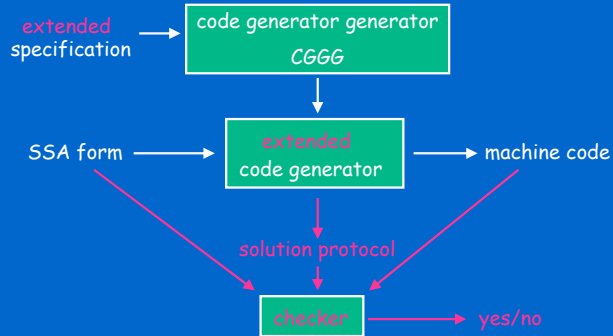 extended
specification
code generator generator
CGGG
SSA form
extended
code generator
machine code
solution protocol
checker
yes/no